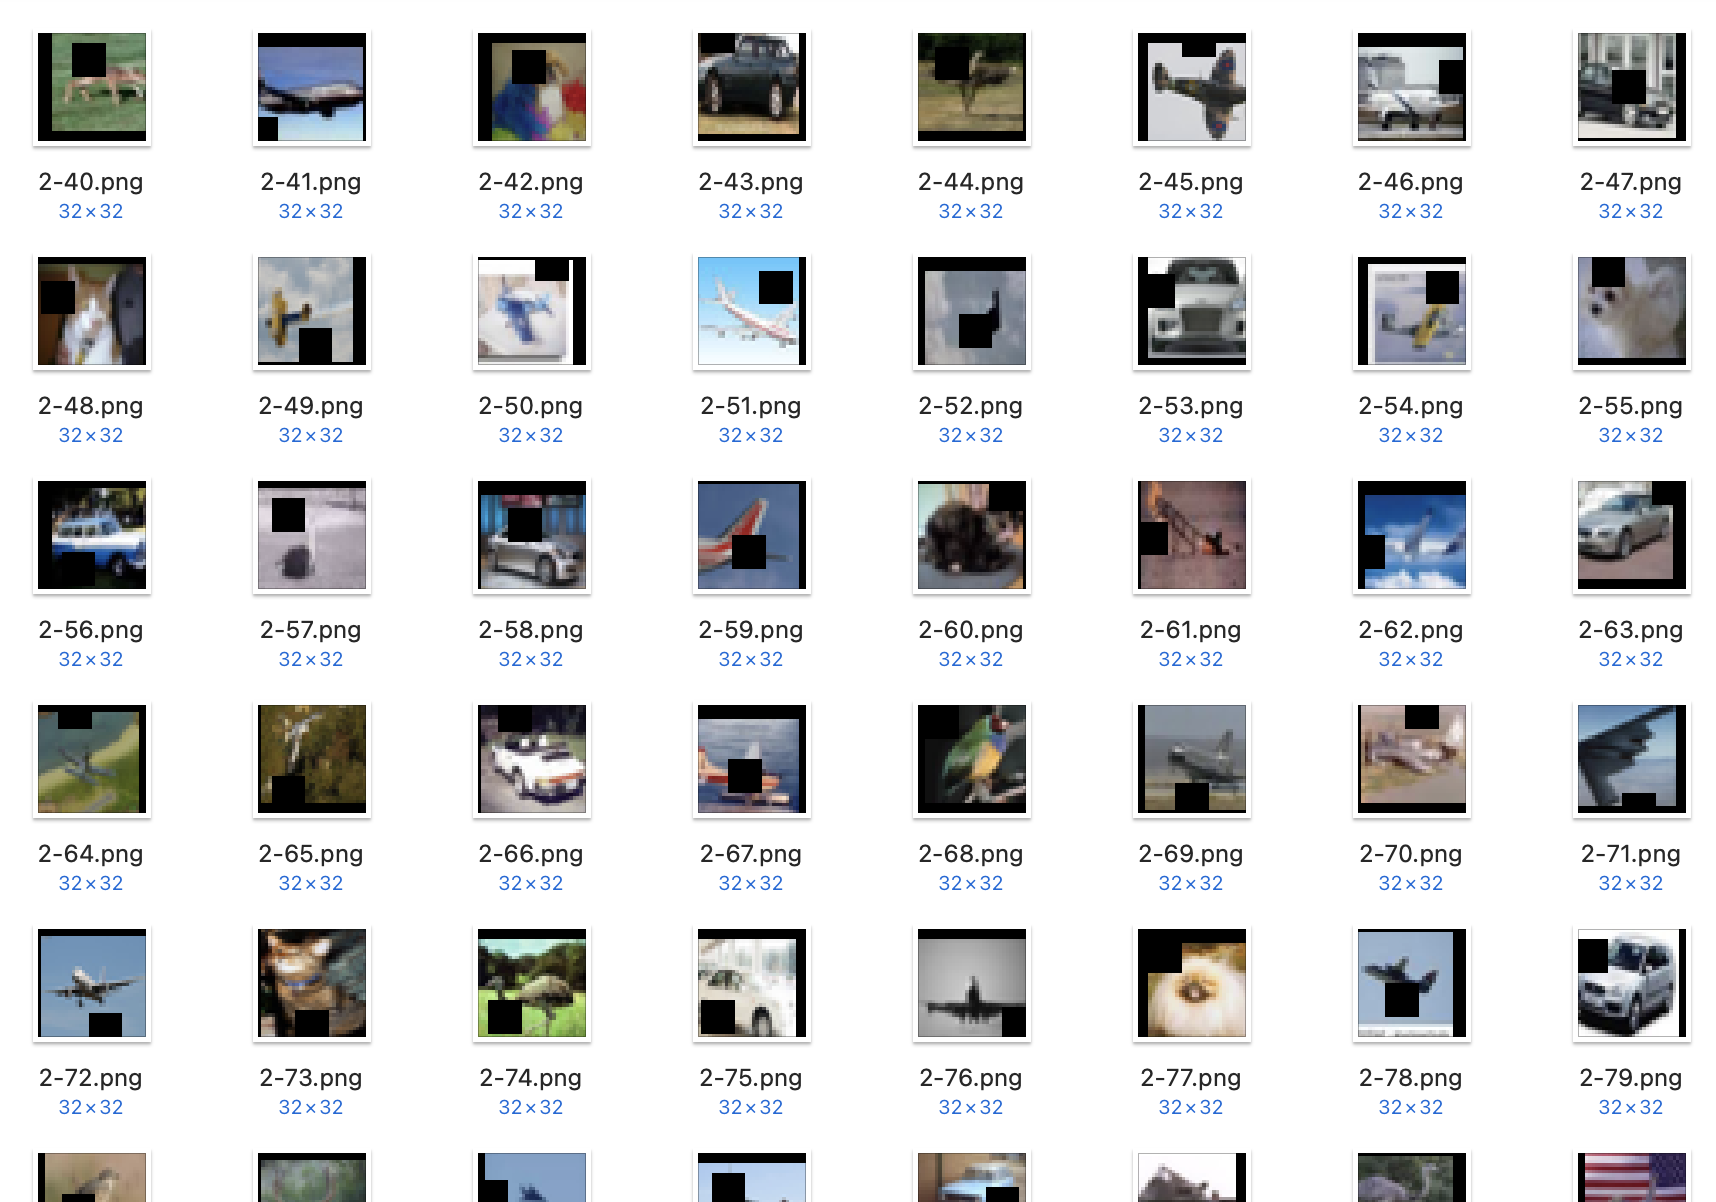 2-40.png 2-41.png 2-42.png 2-43.png 2-44.png 2-45.png 2-46.png 2-47.png
32×32 32×32 32×32 32×32 32×32 32×32 32×32 32×32
2-48.png 2-49.png 2-50.png 2-51.png 2-52.png 2-53.png 2-54.png 2-55.png
32×32 32×32 32×32 32×32 32×32 32×32 32×32 32×32
2-56.png 2-57.png 2-58.png 2-59.png 2-60.png 2-61.png 2-62.png 2-63.png
32×32 32×32 32×32 32×32 32×32 32×32 32×32 32×32
2-64.png 2-65.png 2-66.png 2-67.png 2-68.png 2-69.png 2-70.png 2-71.png
32×32 32×32 32×32 32×32 32×32 32×32 32×32 32×32
2-72.png 2-73.png 2-74.png 2-75.png 2-76.png 2-77.png 2-78.png 2-79.png
32×32 32×32 32×32 32×32 32×32 32×32 32×32 32×32